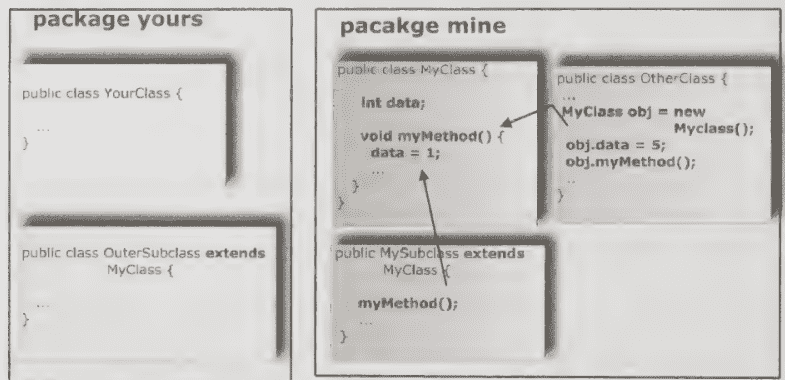 package yours
public class YourClass {
...
}
public class OuterSubclass extends
MyClass {
...
}
pacakge mine
public class MyClass {
int data;
void myMethod() {
data = 1;
...
}
}
public class OtherClass {
...
MyClass obj = new
Myclass();
obj.data = 5;
obj.myMethod();
..
}
public MySubclass extends
MyClass {
myMethod();
...
}